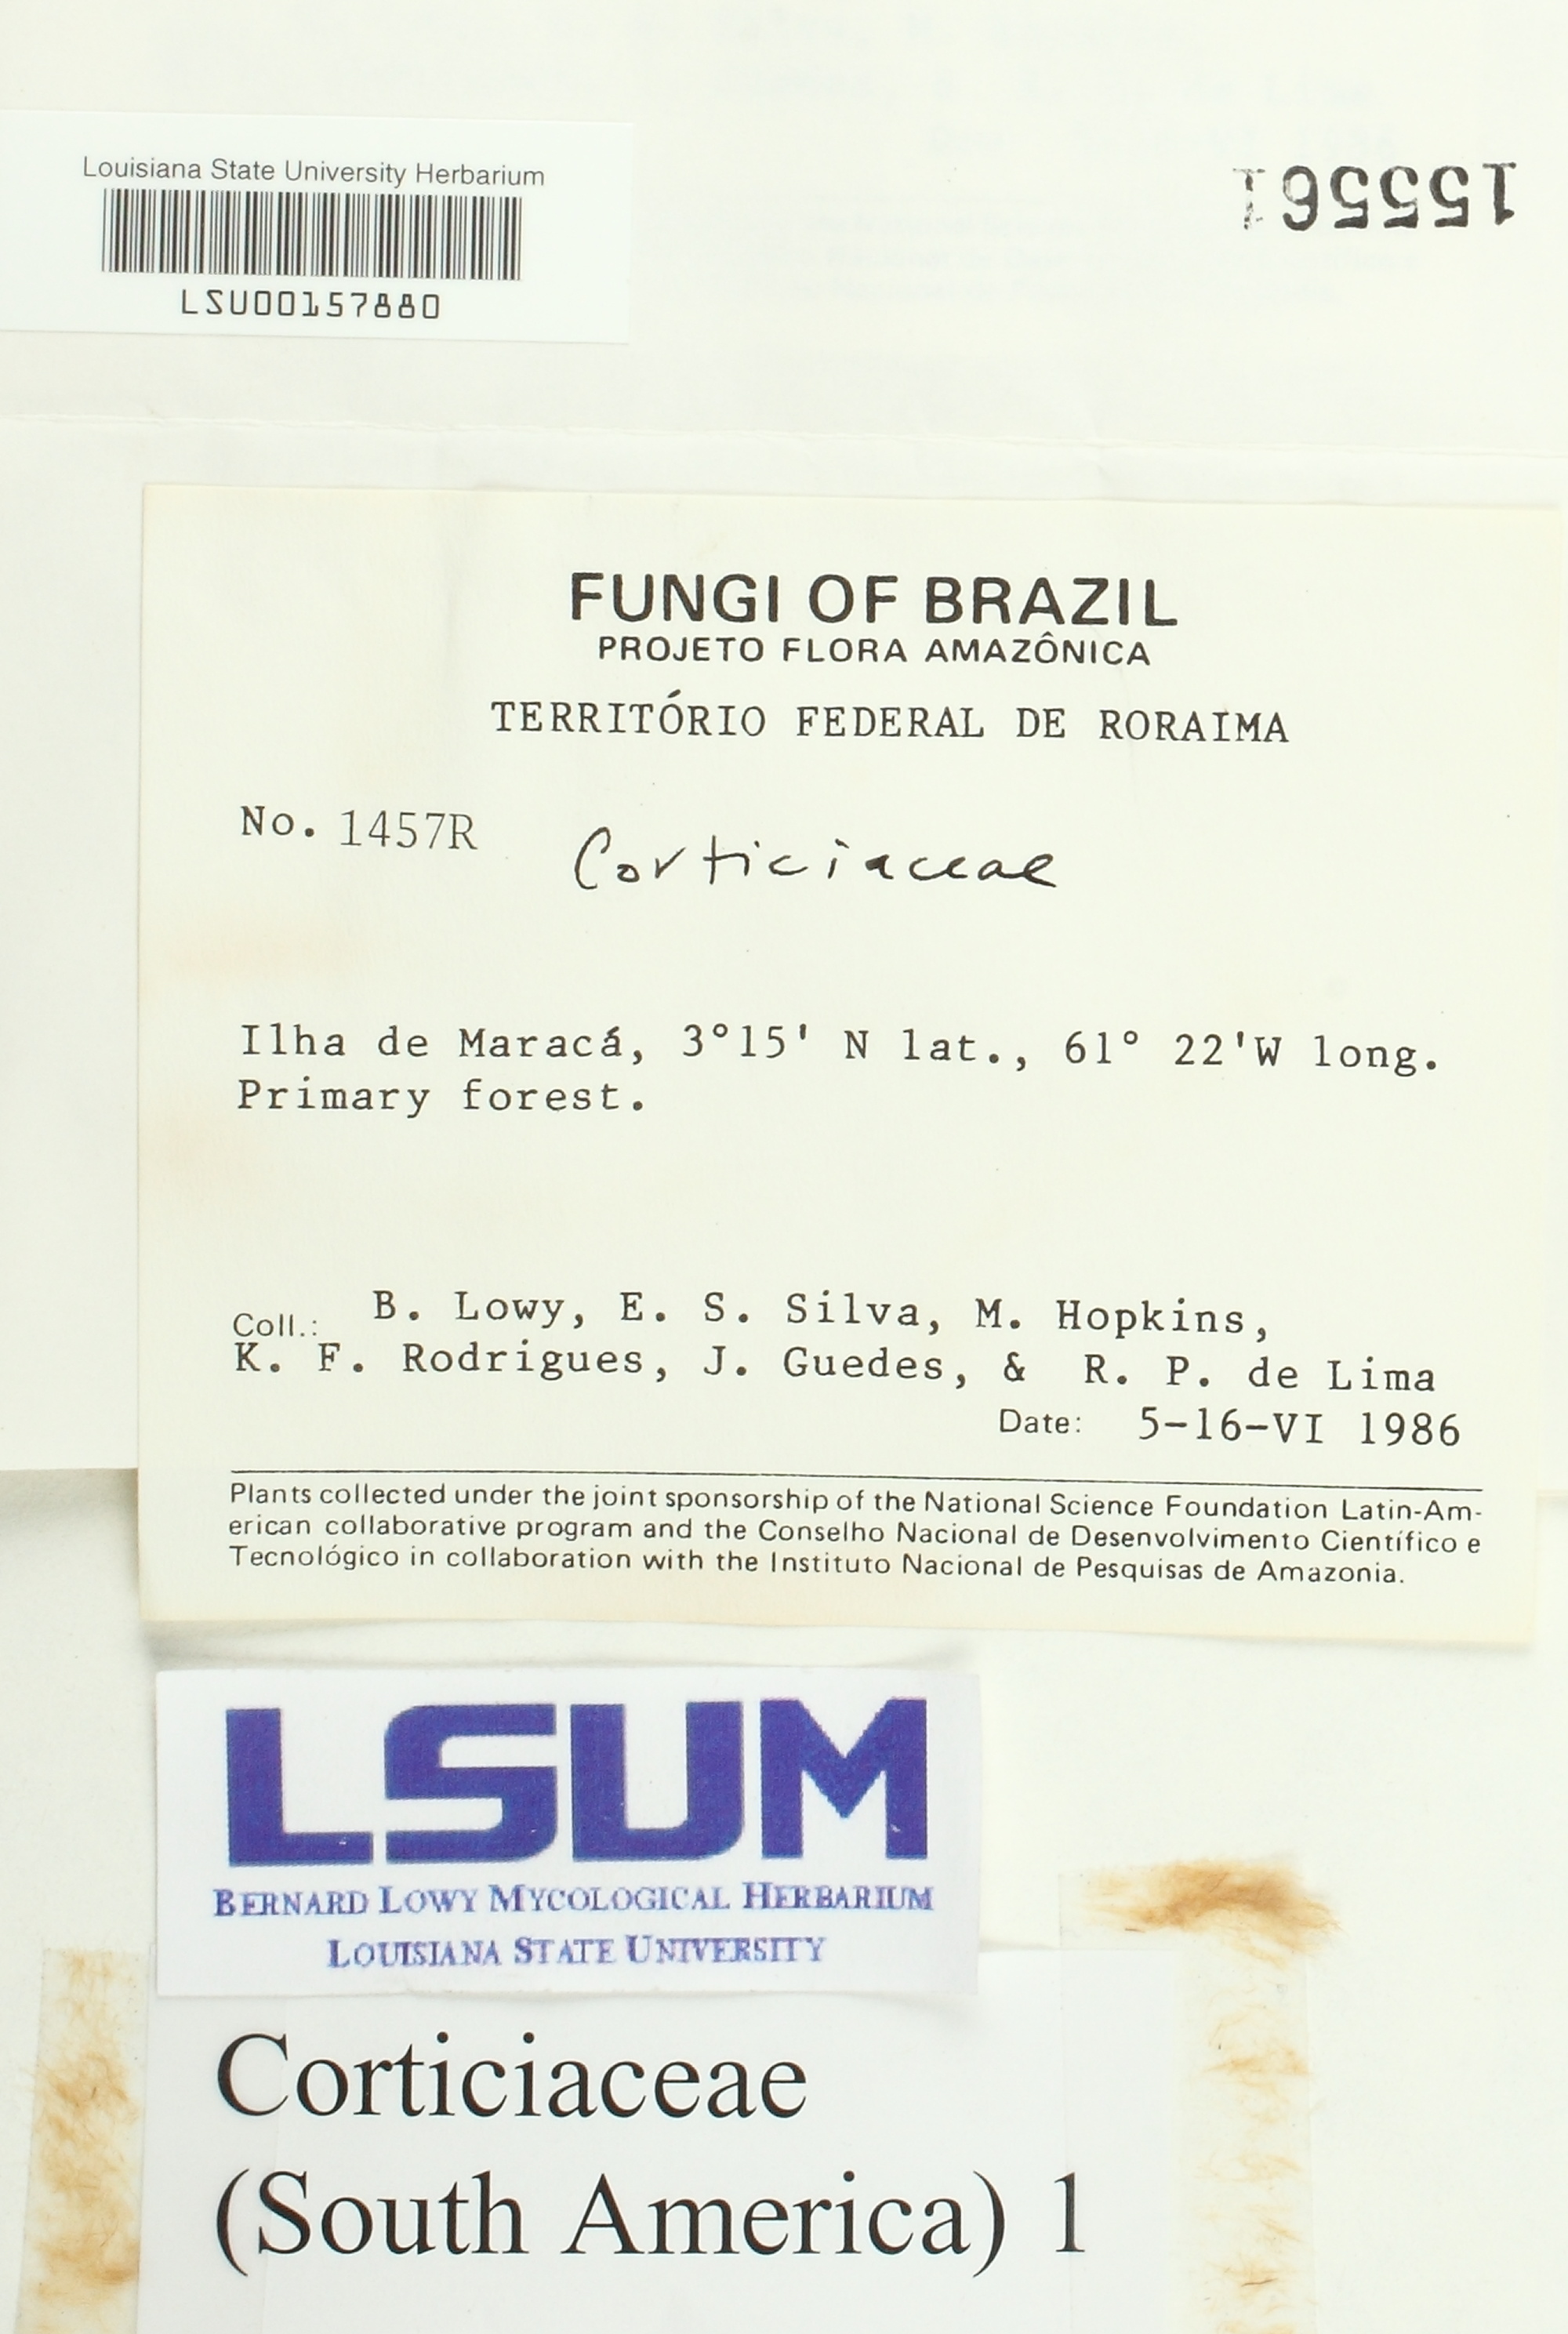 Louisiana State University Herbarium
LSU00157880
155561
FUNGI OF BRAZIL
PROJETO FLORA AMAZÔNICA
TERRITÓRIO FEDERAL DE RORAIMA
No. 1457R Corticiaceae
Ilha de Maracá, 3°15' N lat., 61° 22'W long.
Primary forest.
Coll.: B. Lowy, E. S. Silva, M. Hopkins,
K. F. Rodrigues, J. Guedes, & R. P. de Lima
Date: 5-16-VI 1986
Plants collected under the joint sponsorship of the National Science Foundation Latin-Am-
erican collaborative program and the Conselho Nacional de Desenvolvimento Científico e
Tecnológico in collaboration with the Instituto Nacional de Pesquisas de Amazonia.
LSUM
BERNARD LOWY MYCOLOGICAL HERBARIUM
LOUISIANA STATE UNIVERSITY
Corticiaceae
(South America) 1